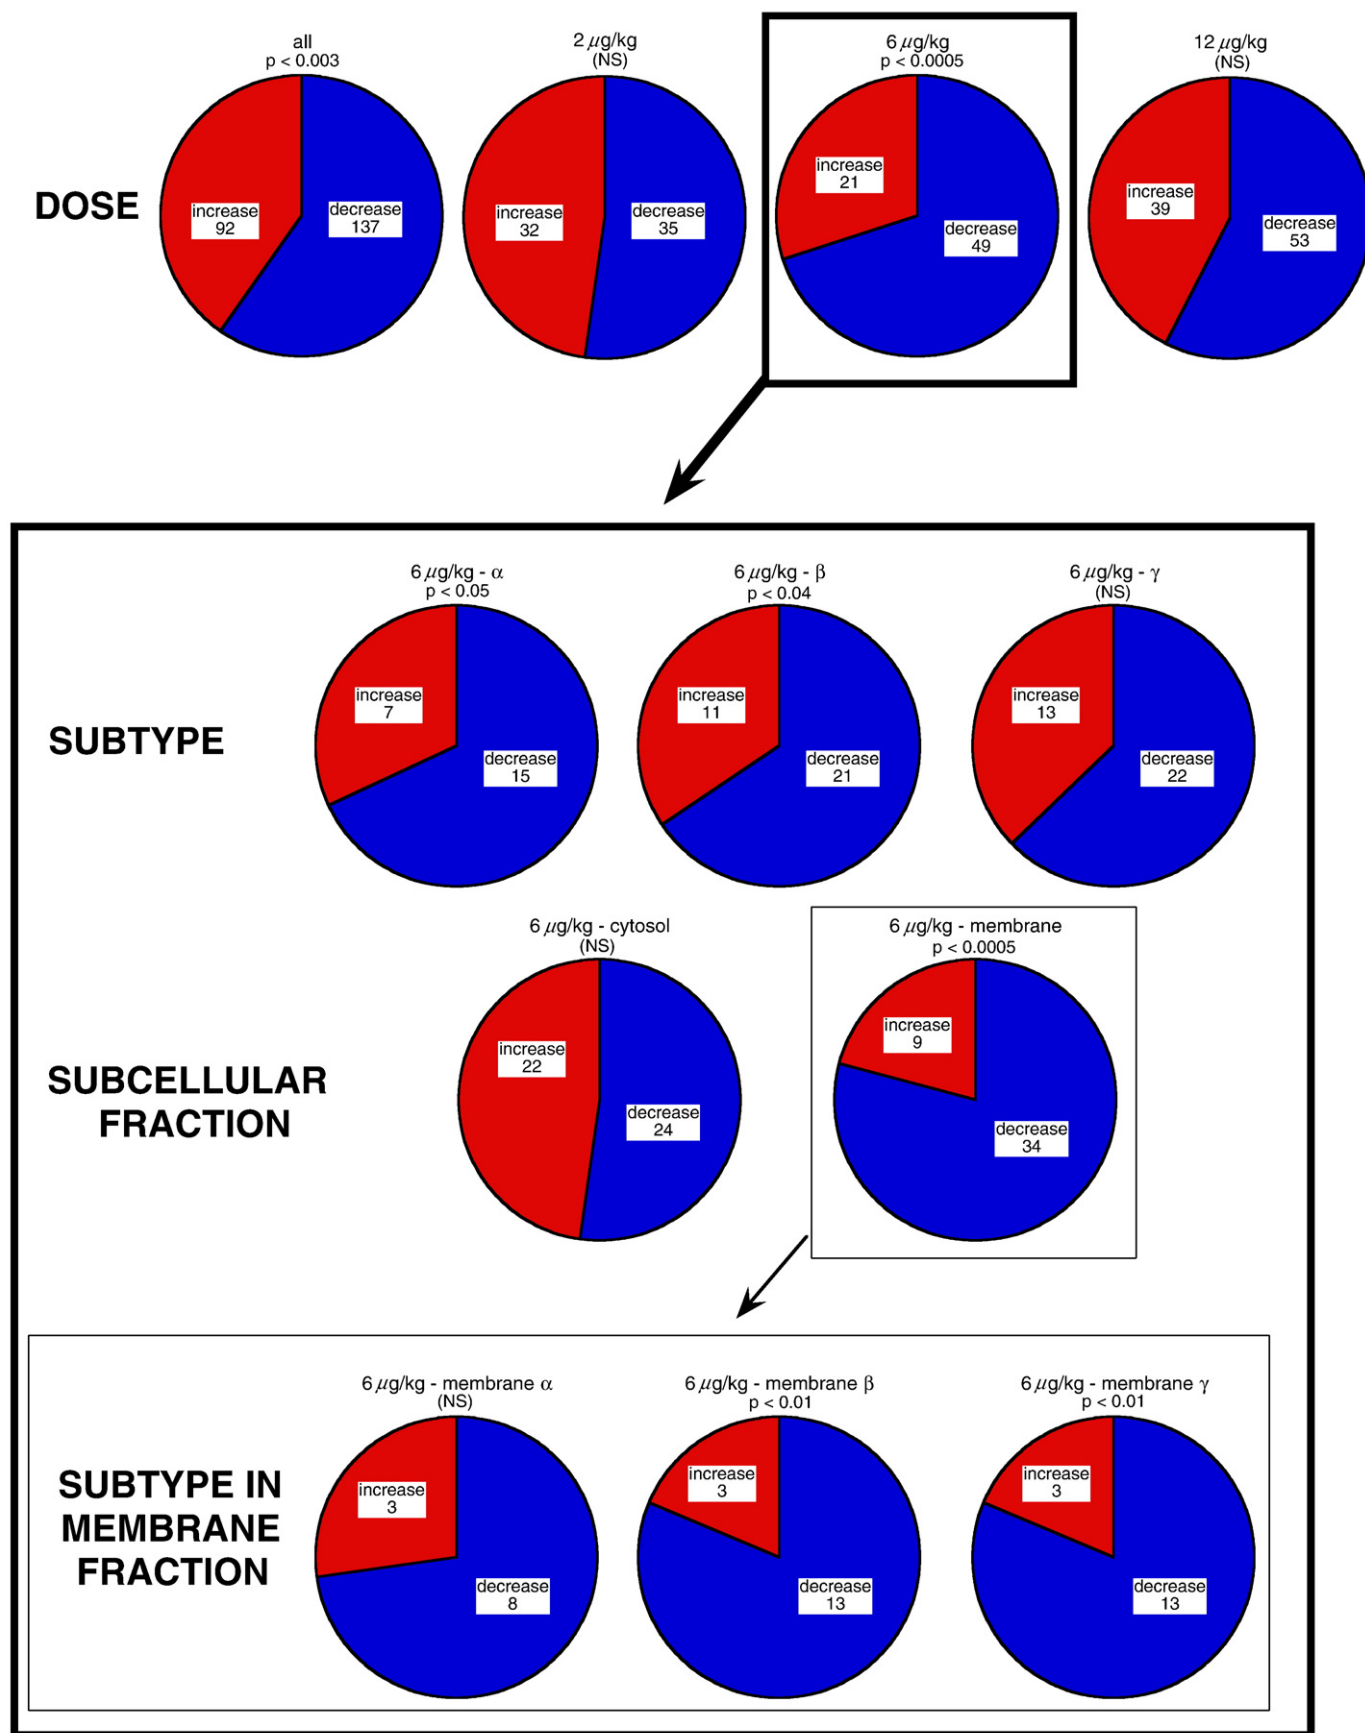 all
p < 0.003
2 µg/kg
(NS)
6 µg/kg
p < 0.0005
12 µg/kg
(NS)
DOSE
increase
92
decrease
137
increase
32
decrease
35
increase
21
decrease
49
increase
39
decrease
53
6 µg/kg - α
p < 0.05
6 µg/kg - β
p < 0.04
6 µg/kg - γ
(NS)
SUBTYPE
increase
7
decrease
15
increase
11
decrease
21
increase
13
decrease
22
6 µg/kg - cytosol
(NS)
6 µg/kg - membrane
p < 0.0005
SUBCELLULAR
FRACTION
increase
22
decrease
24
increase
9
decrease
34
6 µg/kg - membrane α
(NS)
6 µg/kg - membrane β
p < 0.01
6 µg/kg - membrane γ
p < 0.01
SUBTYPE IN
MEMBRANE
FRACTION
increase
3
decrease
8
increase
3
decrease
13
increase
3
decrease
13